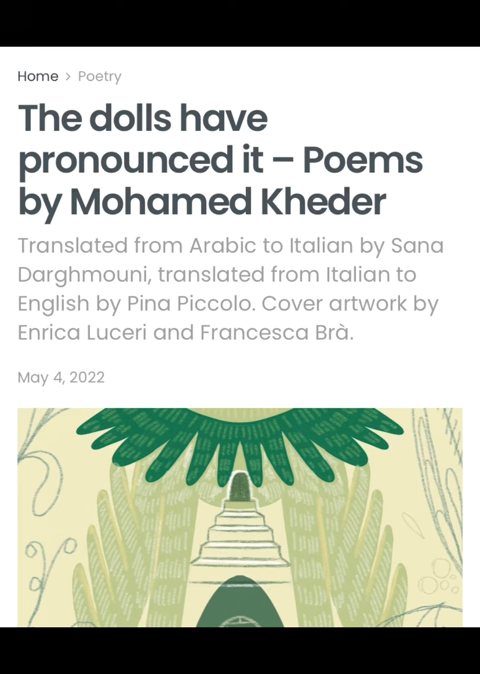 Home > Poetry
The dolls have
pronounced it – Poems
by Mohamed Kheder
Translated from Arabic to Italian by Sana
Darghmouni, translated from Italian to
English by Pina Piccolo. Cover artwork by
Enrica Luceri and Francesca Brà.
May 4, 2022